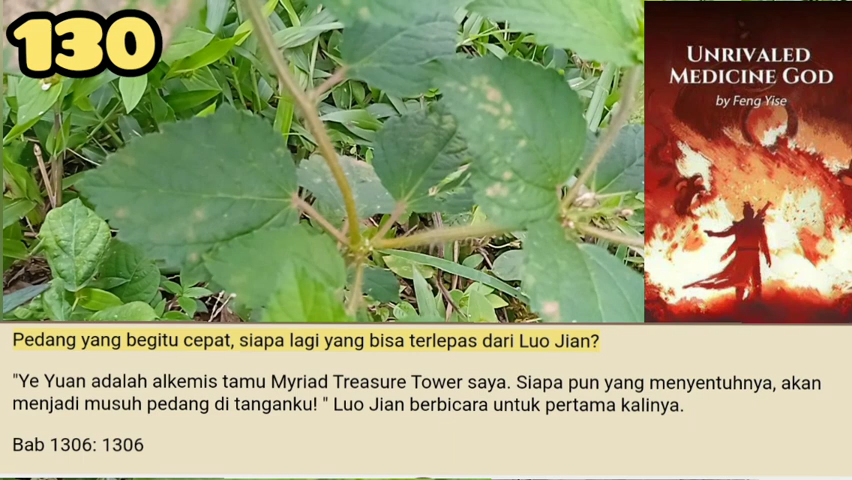 130
UNRIVALED
MEDICINE GOD
by Feng Yise
Pedang yang begitu cepat, siapa lagi yang bisa terlepas dari Luo Jian?
"Ye Yuan adalah alkemis tamu Myriad Treasure Tower saya. Siapa pun yang menyentuhnya, akan
menjadi musuh pedang di tanganku! " Luo Jian berbicara untuk pertama kalinya.
Bab 1306: 1306